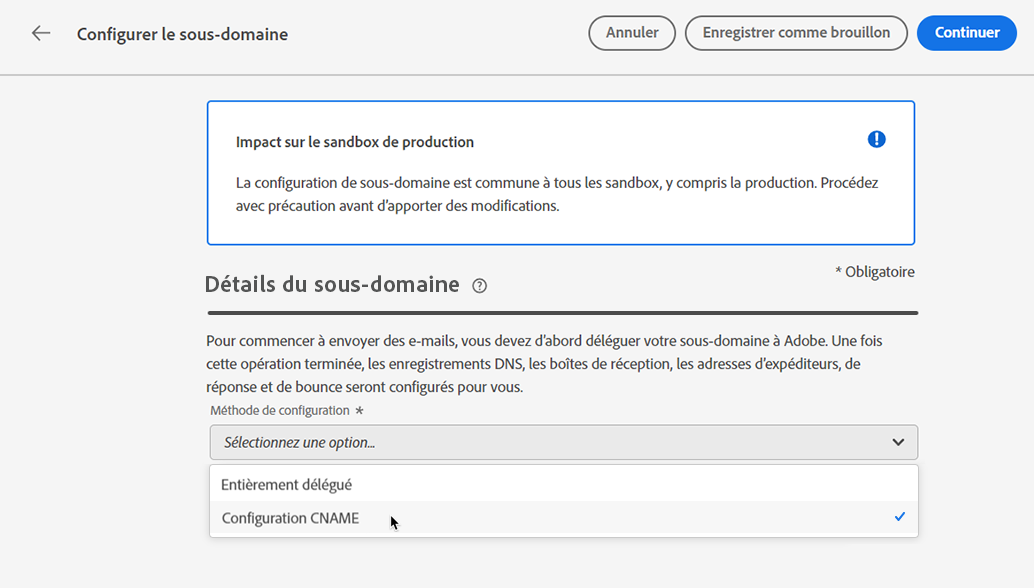 Configurer le sous-domaine
Annuler
Enregistrer comme brouillon
Continuer
Impact sur le sandbox de production
La configuration de sous-domaine est commune à tous les sandbox, y compris la production. Procédez
avec précaution avant d'apporter des modifications.
* Obligatoire
Détails du sous-domaine
Pour commencer à envoyer des e-mails, vous devez d'abord déléguer votre sous-domaine à Adobe. Une fois
cette opération terminée, les enregistrements DNS, les boîtes de réception, les adresses d'expéditeurs, de
réponse et de bounce seront configurés pour vous.
Méthode de configuration *
Sélectionnez une option...
Entièrement délégué
Configuration CNAME